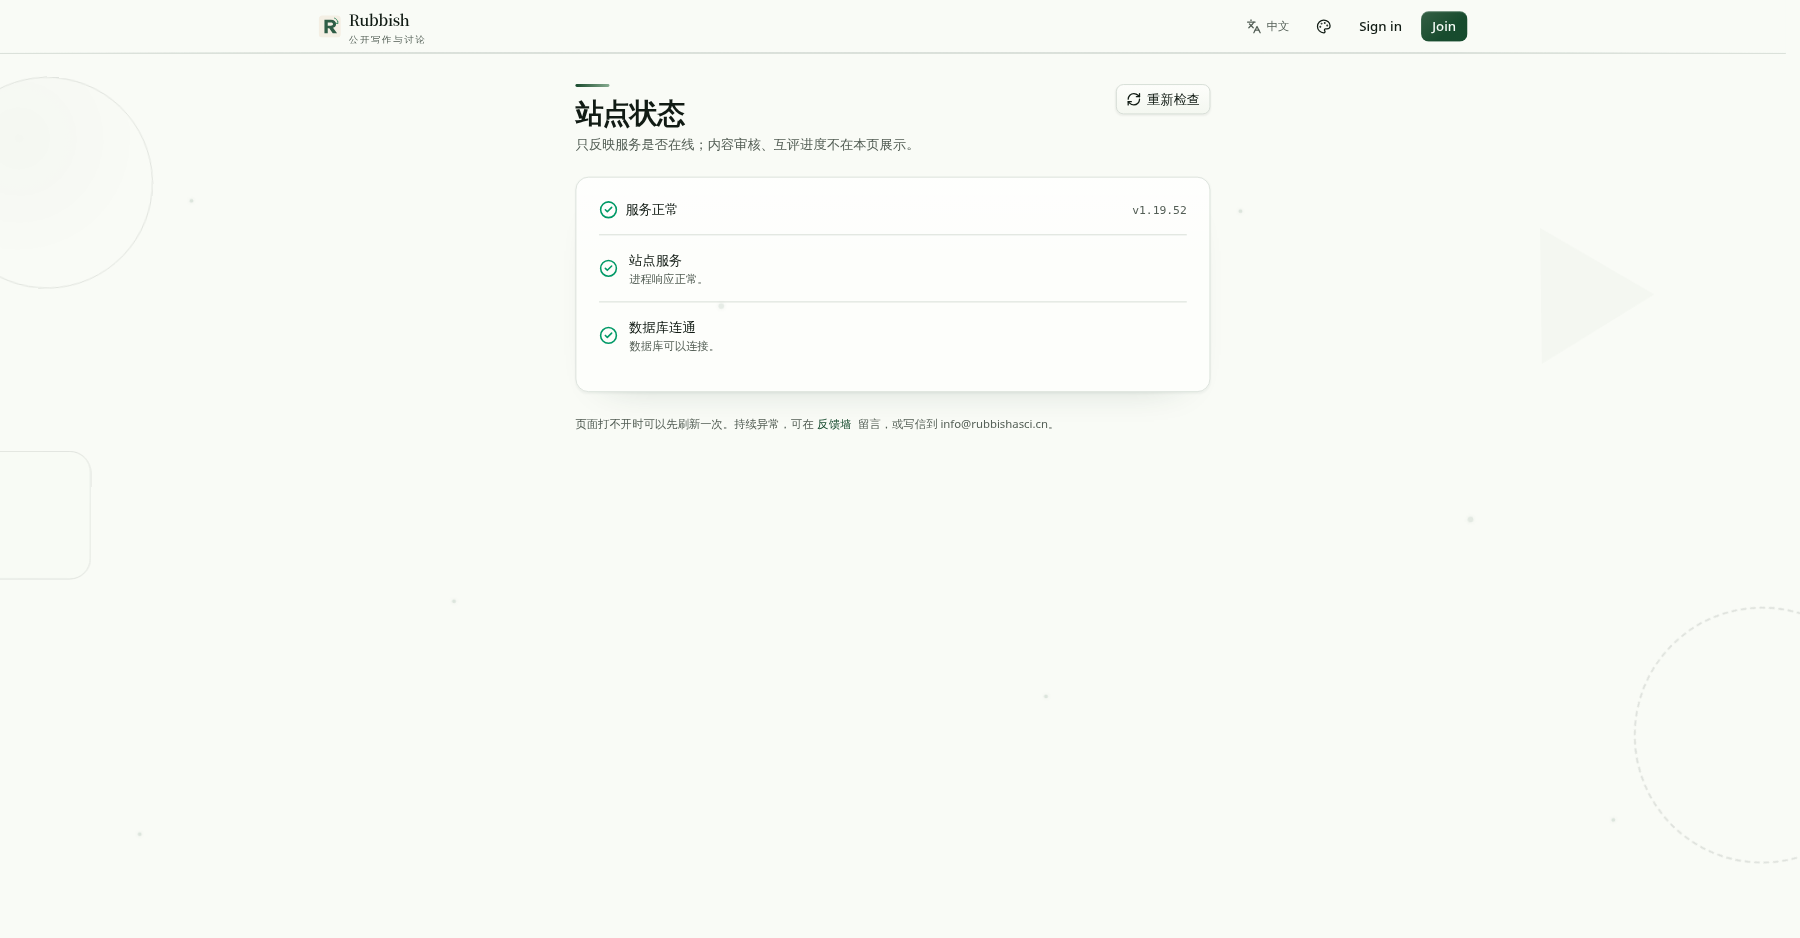 Rubbish
公开写作与讨论
中文
Sign in
Join
站点状态
重新检查
只反映服务是否在线；内容审核、互评进度不在本页展示。
服务正常
v1.19.52
站点服务
进程响应正常。
数据库连通
数据库可以连接。
页面打不开时可以先刷新一次。持续异常，可在 反馈墙 留言，或写信到 info@rubbishasci.cn。